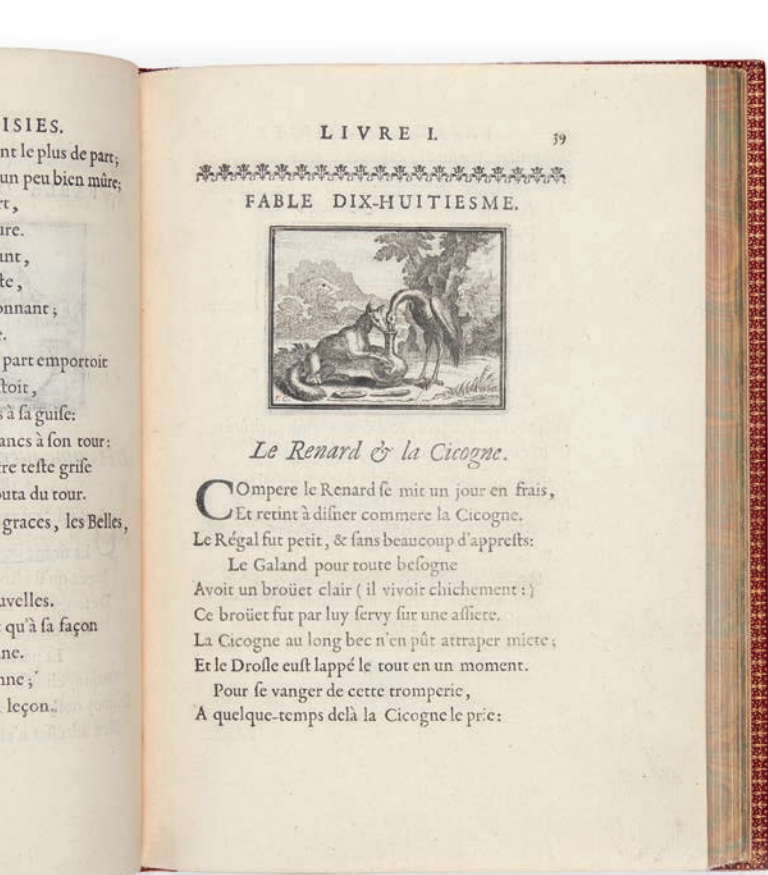 ISIES.
nt le plus de part;
un peu bien mûre;
rt,
ure.
ant,
te,
onnant;
e.
part emportoit
ſtoit,
s à ſa guiſe:
ancs à ſon tour:
tre teſte griſe
outa du tour.
graces, les Belles,
uvelles.
qu'à ſa façon
ne.
nne;
leçon.
LIVRE I. 39
FABLE DIX-HUITIESME.
Le Renard & la Cicogne.
COmpere le Renard ſe mit un jour en frais,
Et retint à diſner commere la Cicogne.
Le Régal fut petit, & ſans beaucoup d'appreſts:
Le Galand pour toute beſogne
Avoit un broüet clair (il vivoit chichement:)
Ce broüet fut par luy ſervy ſur une aſſiete.
La Cicogne au long bec n'en pût attraper miete;
Et le Droſle euſt lappé le tout en un moment.
Pour ſe vanger de cette tromperie,
A quelque-temps delà la Cicogne le prie: